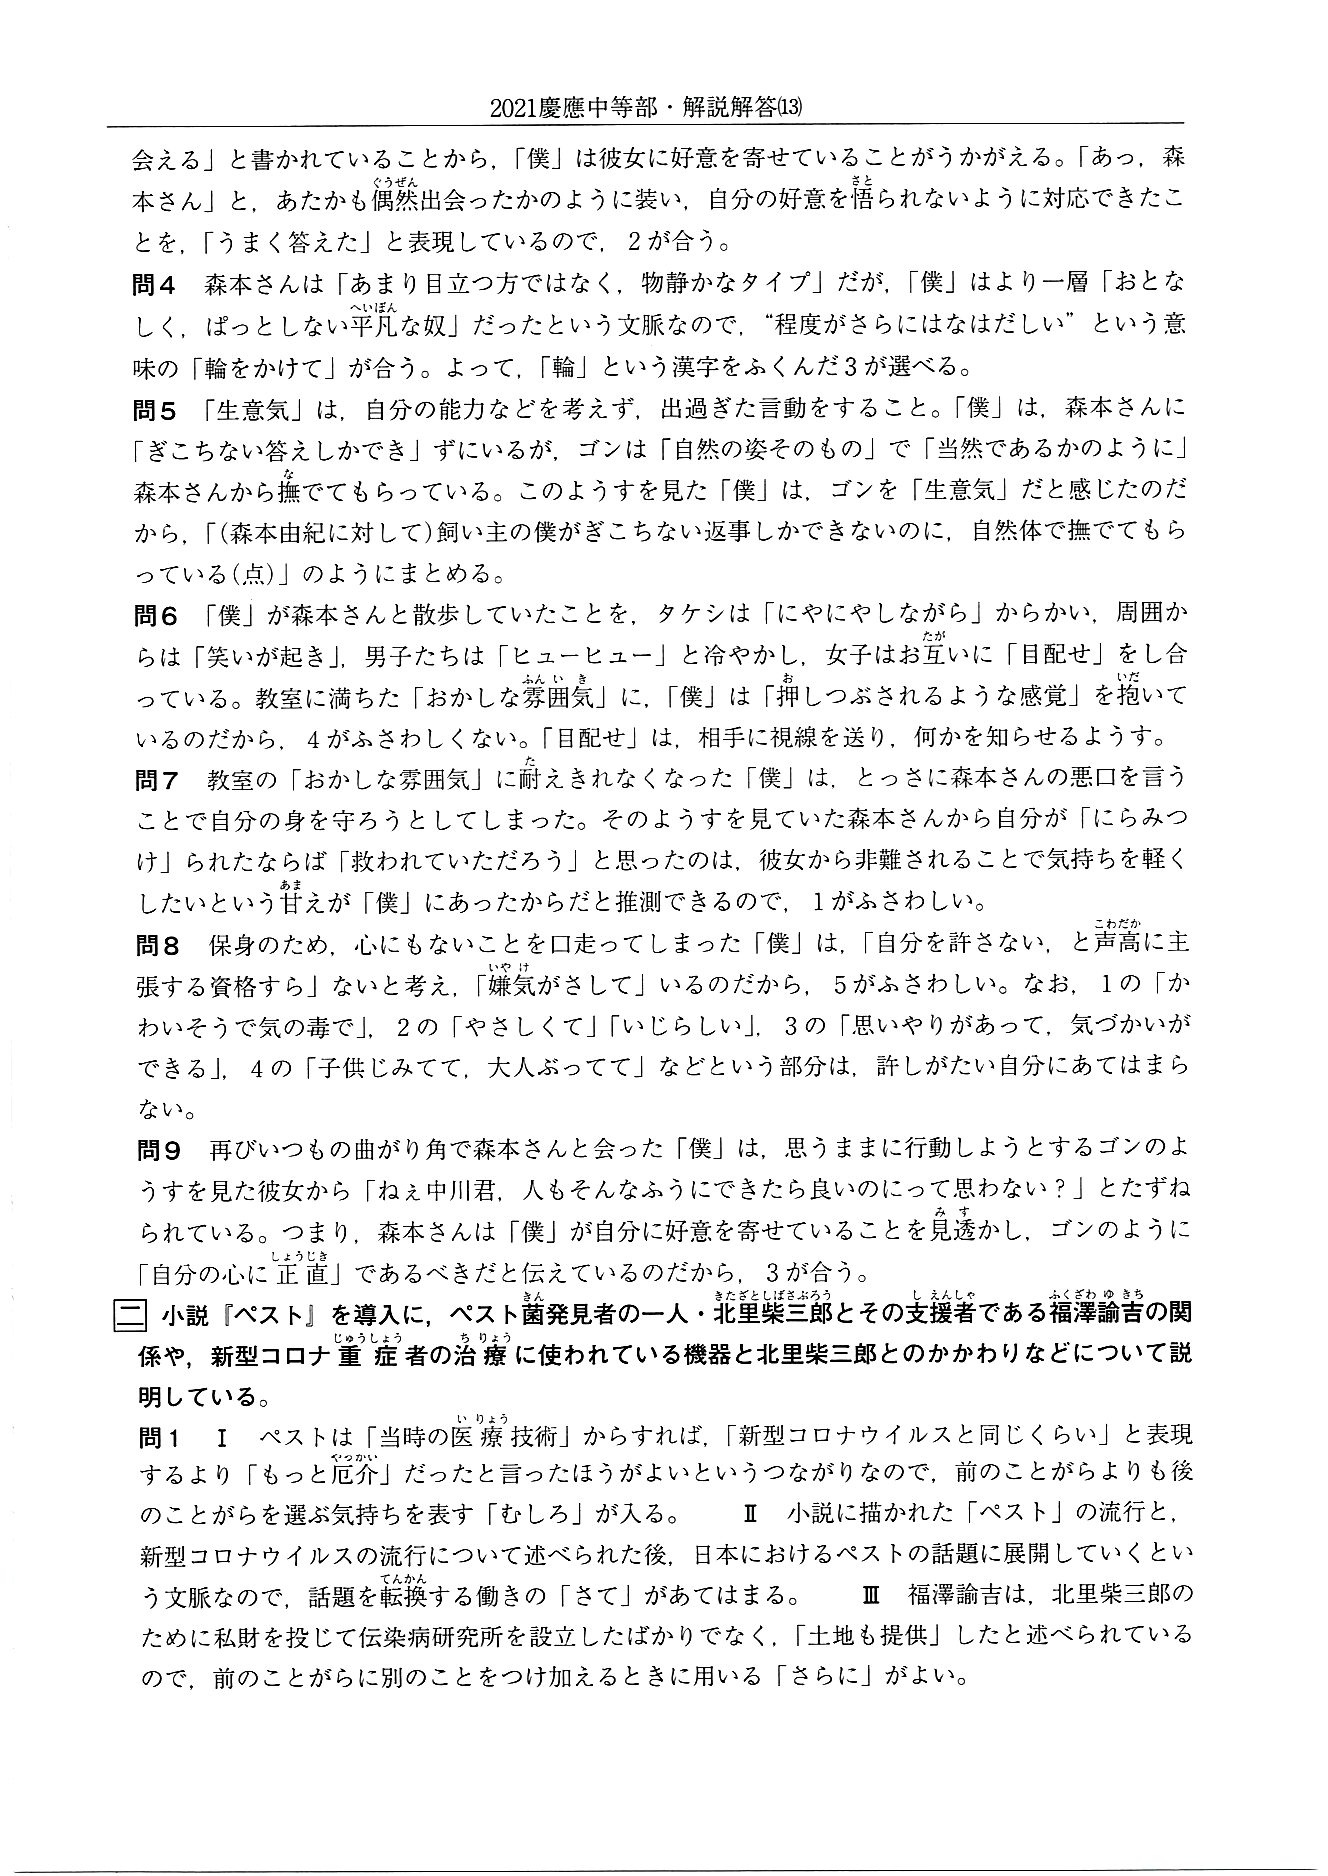 2021慶應中等部・解説解答⒀
会える」と書かれていることから，「僕」は彼女に好意を寄せていることがうかがえる。「あっ，森
本さん」と，あたかも偶然出会ったかのように装い，自分の好意を悟られないように対応できたこ
とを，「うまく答えた」と表現しているので，２が合う。
問４　森本さんは「あまり目立つ方ではなく，物静かなタイプ」だが，「僕」はより一層「おとな
しく，ぱっとしない平凡な奴」だったという文脈なので，“程度がさらにはなはだしい”という意
味の「輪をかけて」が合う。よって，「輪」という漢字をふくんだ３が選べる。
問５　「生意気」は，自分の能力などを考えず，出過ぎた言動をすること。「僕」は，森本さんに
「ぎこちない答えしかでき」ずにいるが，ゴンは「自然の姿そのもの」で「当然であるかのように」
森本さんから撫でてもらっている。このようすを見た「僕」は，ゴンを「生意気」だと感じたのだ
から，「(森本由紀に対して)飼い主の僕がぎこちない返事しかできないのに，自然体で撫でてもら
っている(点)」のようにまとめる。
問６　「僕」が森本さんと散歩していたことを，タケシは「にやにやしながら」からかい，周囲か
らは「笑いが起き」，男子たちは「ヒューヒュー」と冷やかし，女子はお互いに「目配せ」をし合
っている。教室に満ちた「おかしな雰囲気」に，「僕」は「押しつぶされるような感覚」を抱いて
いるのだから，４がふさわしくない。「目配せ」は，相手に視線を送り，何かを知らせるようす。
問７　教室の「おかしな雰囲気」に耐えきれなくなった「僕」は，とっさに森本さんの悪口を言う
ことで自分の身を守ろうとしてしまった。そのようすを見ていた森本さんから自分が「にらみつ
け」られたならば「救われていただろう」と思ったのは，彼女から非難されることで気持ちを軽く
したいという甘えが「僕」にあったからだと推測できるので，１がふさわしい。
問８　保身のため，心にもないことを口走ってしまった「僕」は，「自分を許さない，と声高に主
張する資格すら」ないと考え，「嫌気がさして」いるのだから，５がふさわしい。なお，１の「か
わいそうで気の毒で」，２の「やさしくて」「いじらしい」，３の「思いやりがあって，気づかいが
できる」，４の「子供じみてて，大人ぶってて」などという部分は，許しがたい自分にあてはまら
ない。
問９　再びいつもの曲がり角で森本さんと会った「僕」は，思うままに行動しようとするゴンのよ
うすを見た彼女から「ねぇ中川君，人もそんなふうにできたら良いのにって思わない？」とたずね
られている。つまり，森本さんは「僕」が自分に好意を寄せていることを見透かし，ゴンのように
「自分の心に正直」であるべきだと伝えているのだから，３が合う。
二　小説『ペスト』を導入に，ペスト菌発見者の一人・北里柴三郎とその支援者である福澤諭吉の関
係や，新型コロナ重症者の治療に使われている機器と北里柴三郎とのかかわりなどについて説
明している。
問１　Ⅰ　ペストは「当時の医療技術」からすれば，「新型コロナウイルスと同じくらい」と表現
するより「もっと厄介」だったと言ったほうがよいというつながりなので，前のことがらよりも後
のことがらを選ぶ気持ちを表す「むしろ」が入る。　Ⅱ　小説に描かれた「ペスト」の流行と，
新型コロナウイルスの流行について述べられた後，日本におけるペストの話題に展開していくとい
う文脈なので，話題を転換する働きの「さて」があてはまる。　Ⅲ　福澤諭吉は，北里柴三郎の
ために私財を投じて伝染病研究所を設立したばかりでなく，「土地も提供」したと述べられている
ので，前のことがらに別のことをつけ加えるときに用いる「さらに」がよい。